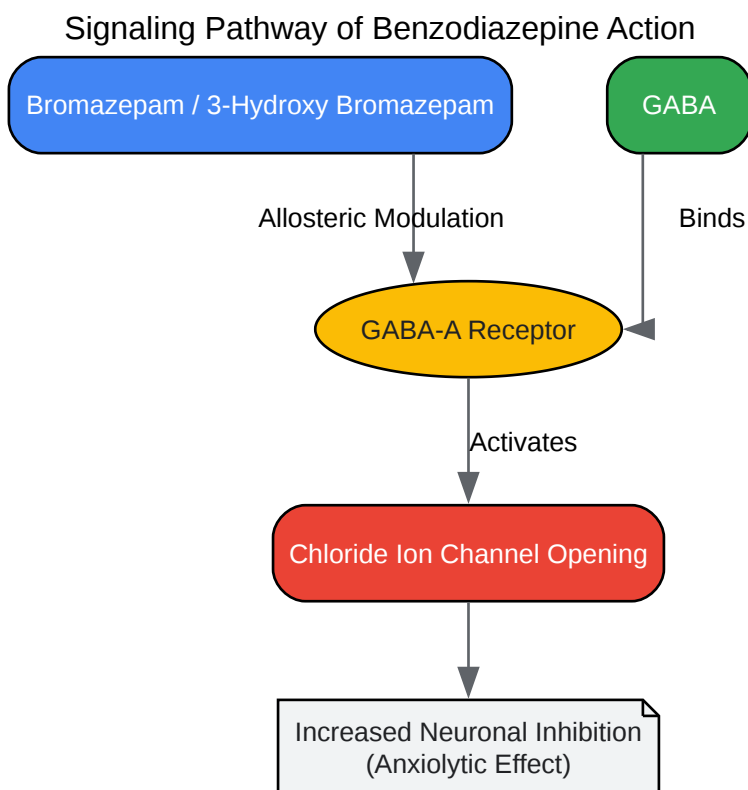 Signaling Pathway of Benzodiazepine Action
Bromazepam / 3-Hydroxy Bromazepam
GABA
Allosteric Modulation
Binds
GABA-A Receptor
Activates
Chloride Ion Channel Opening
Increased Neuronal Inhibition
(Anxiolytic Effect)